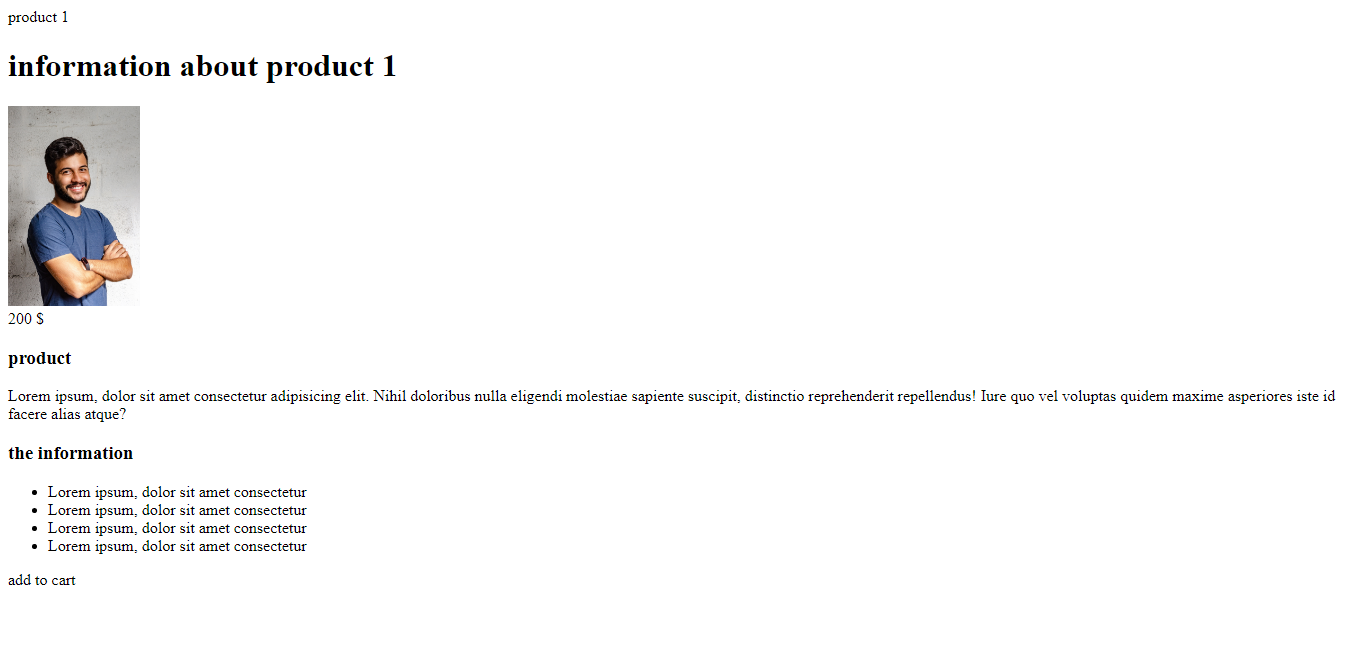 product 1
information about product 1
200 $
product
Lorem ipsum, dolor sit amet consectetur adipisicing elit. Nihil doloribus nulla eligendi molestiae sapiente suscipit, distinctio reprehenderit repellendus! Iure quo vel voluptas quidem maxime asperiores iste id
facere alias atque?
the information
• Lorem ipsum, dolor sit amet consectetur
• Lorem ipsum, dolor sit amet consectetur
• Lorem ipsum, dolor sit amet consectetur
• Lorem ipsum, dolor sit amet consectetur
add to cart